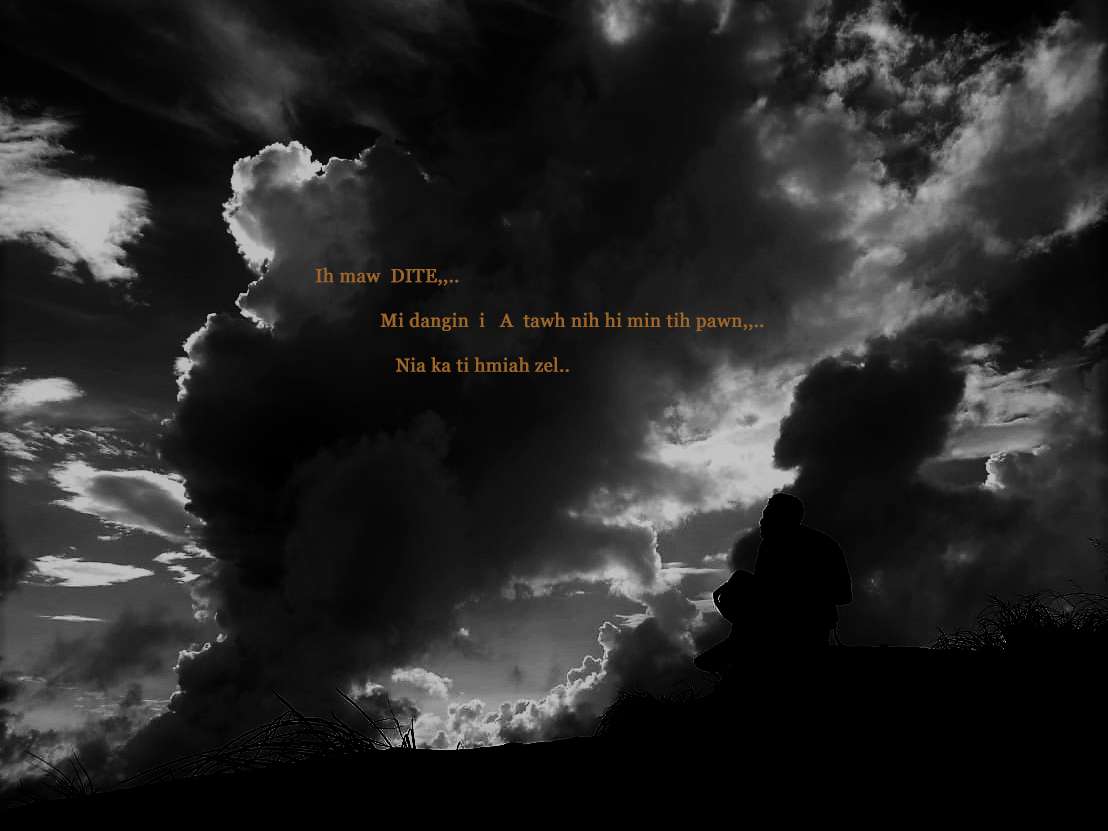 Ih maw DITE,,..
Mi dangin i A tawh nih hi min tih pawn,,..
Nia ka ti hmiah zel..